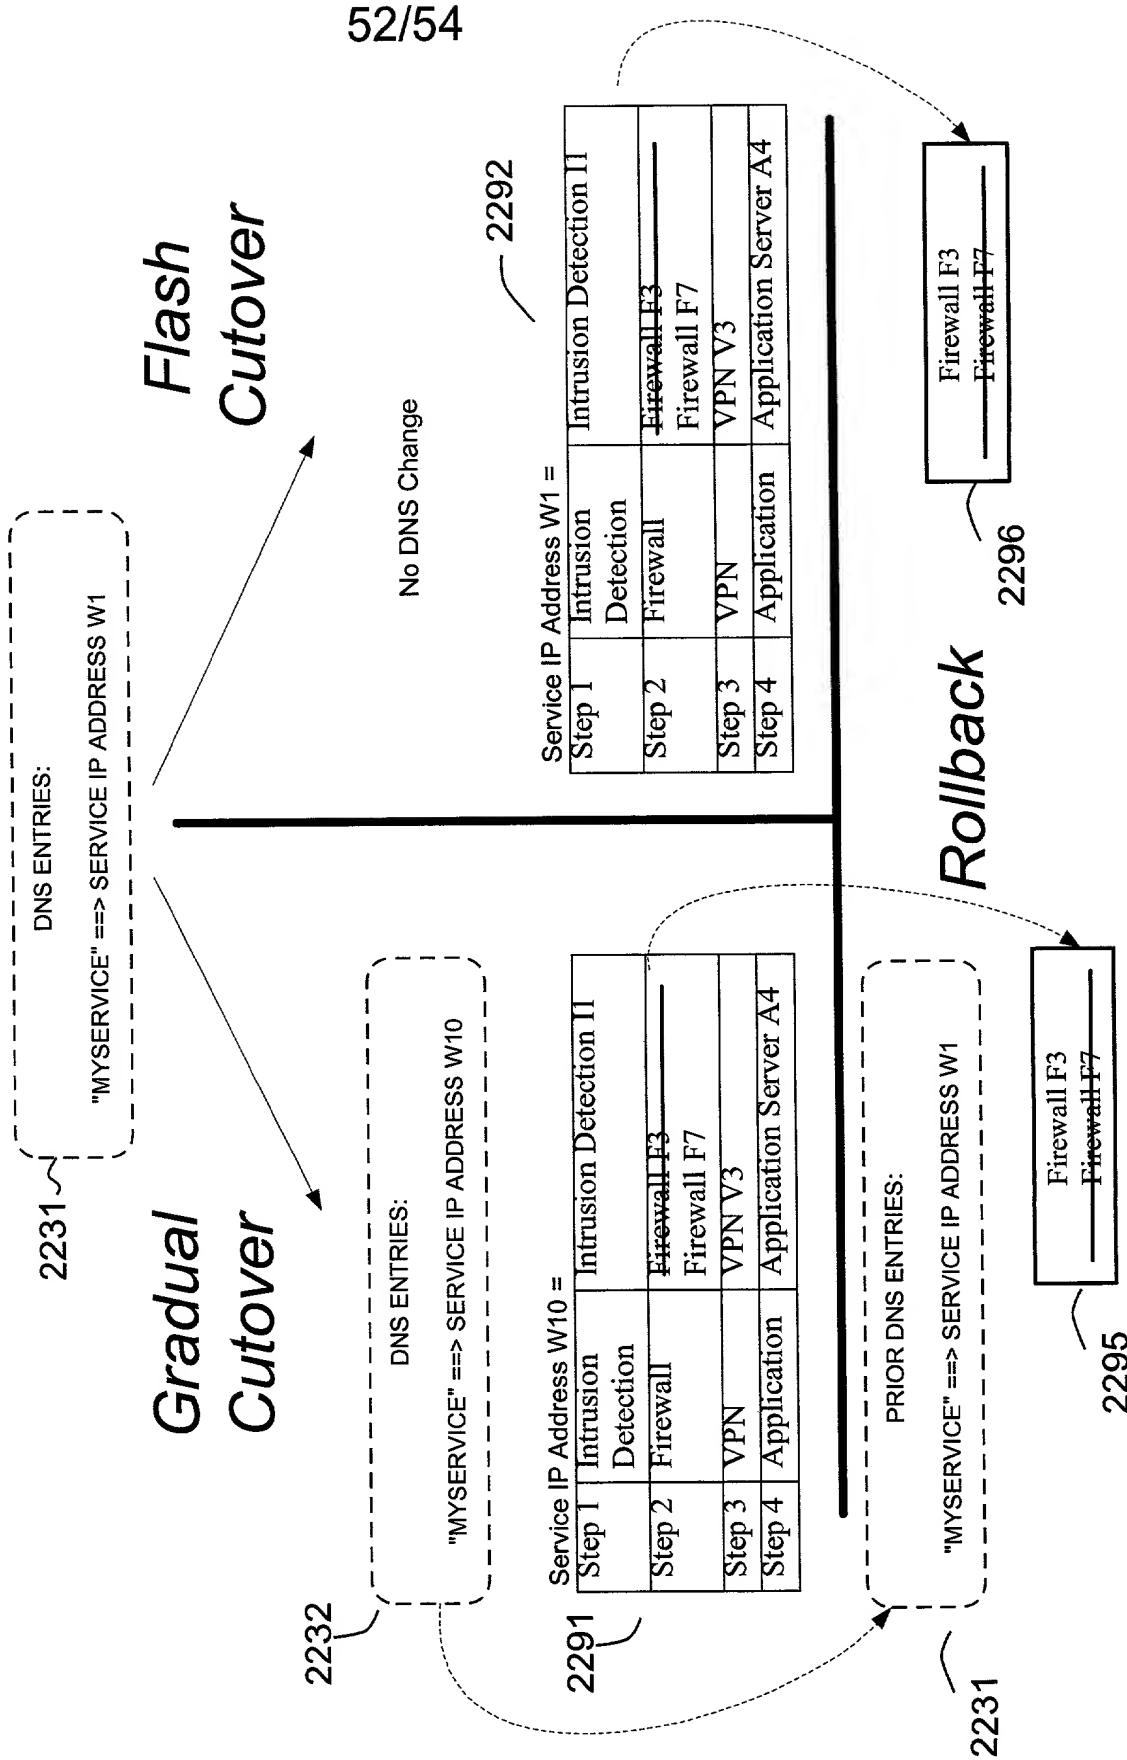 52/54
DNS ENTRIES:
"MYSERVICE" ==> SERVICE IP ADDRESS W1
2231
Gradual
Cutover
Flash
Cutover
2232
DNS ENTRIES:
"MYSERVICE" ==> SERVICE IP ADDRESS W10
No DNS Change
2291
Service IP Address W10 =
Step 1 Intrusion Detection Intrusion Detection I1
Step 2 Firewall Firewall F3
Firewall F7
Step 3 VPN VPN V3
Step 4 Application Application Server A4
2292
Service IP Address W1 =
Step 1 Intrusion Detection Intrusion Detection I1
Step 2 Firewall Firewall F3
Firewall F7
Step 3 VPN VPN V3
Step 4 Application Application Server A4
Rollback
2231
PRIOR DNS ENTRIES:
"MYSERVICE" ==> SERVICE IP ADDRESS W1
2295
Firewall F3
Firewall F7
2296
Firewall F3
Firewall F7